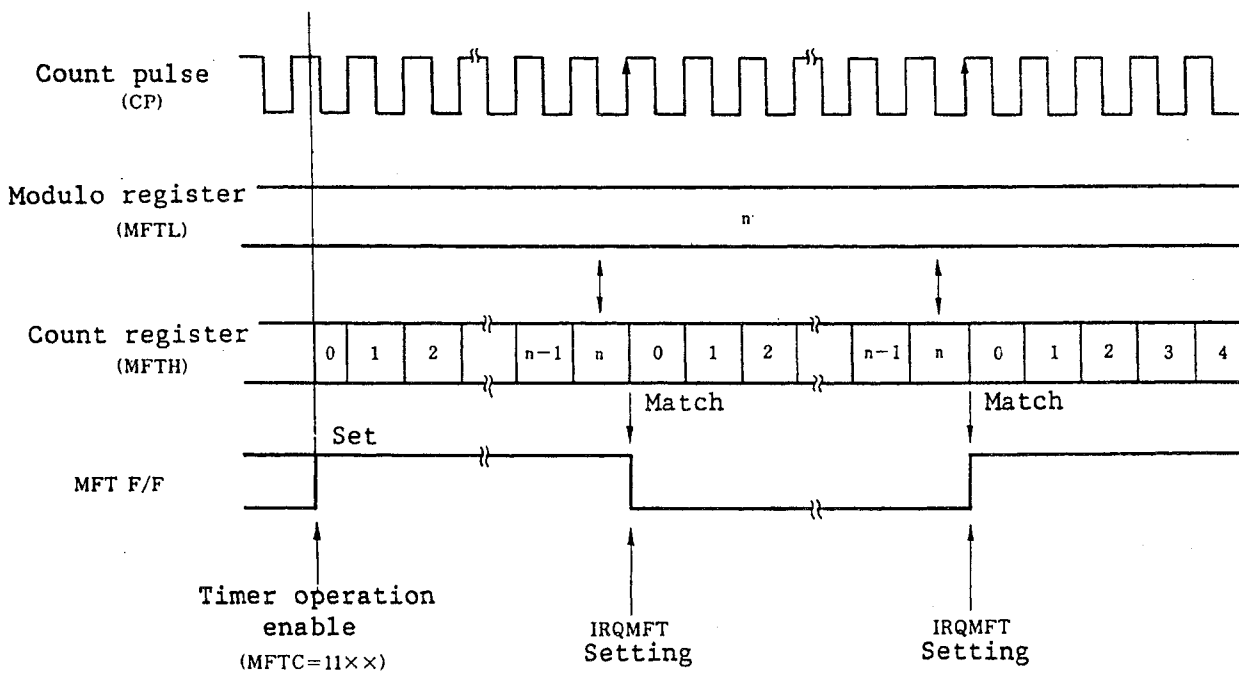 Count pulse
(CP)
Modulo register
(MFTL)
n
Count register
(MFTH)
0 1 2 n-1 n 0 1 2 n-1 n 0 1 2 3 4
Match Match
Set
MFT F/F
Timer operation
enable
(MFTC=11××)
IRQMFT
Setting
IRQMFT
Setting